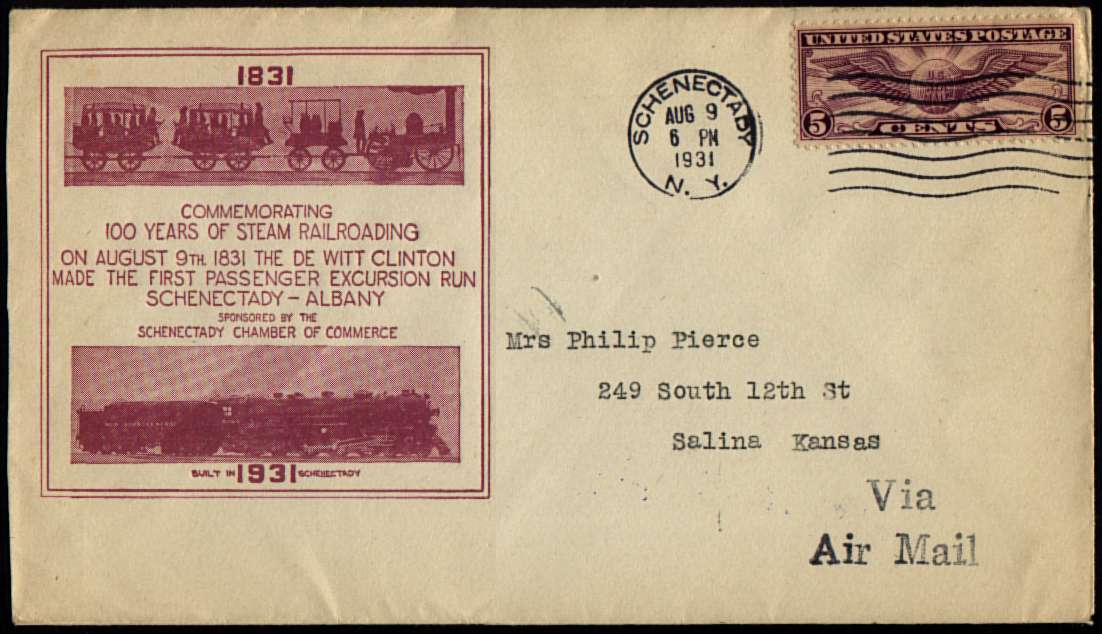 1831
COMMEMORATING
100 YEARS OF STEAM RAILROADING
ON AUGUST 9TH. 1831 THE DE WITT CLINTON
MADE THE FIRST PASSENGER EXCURSION RUN
SCHENECTADY - ALBANY
SPONSORED BY THE
SCHENECTADY CHAMBER OF COMMERCE
BUILT IN 1931 SCHENECTADY
SCHENECTADY
AUG 9
6 PM
1931
N. Y.
UNITED STATES POSTAGE
U.S.
5 CENTS 5
Mrs Philip Pierce
249 South 12th St
Salina Kansas
Via
Air Mail